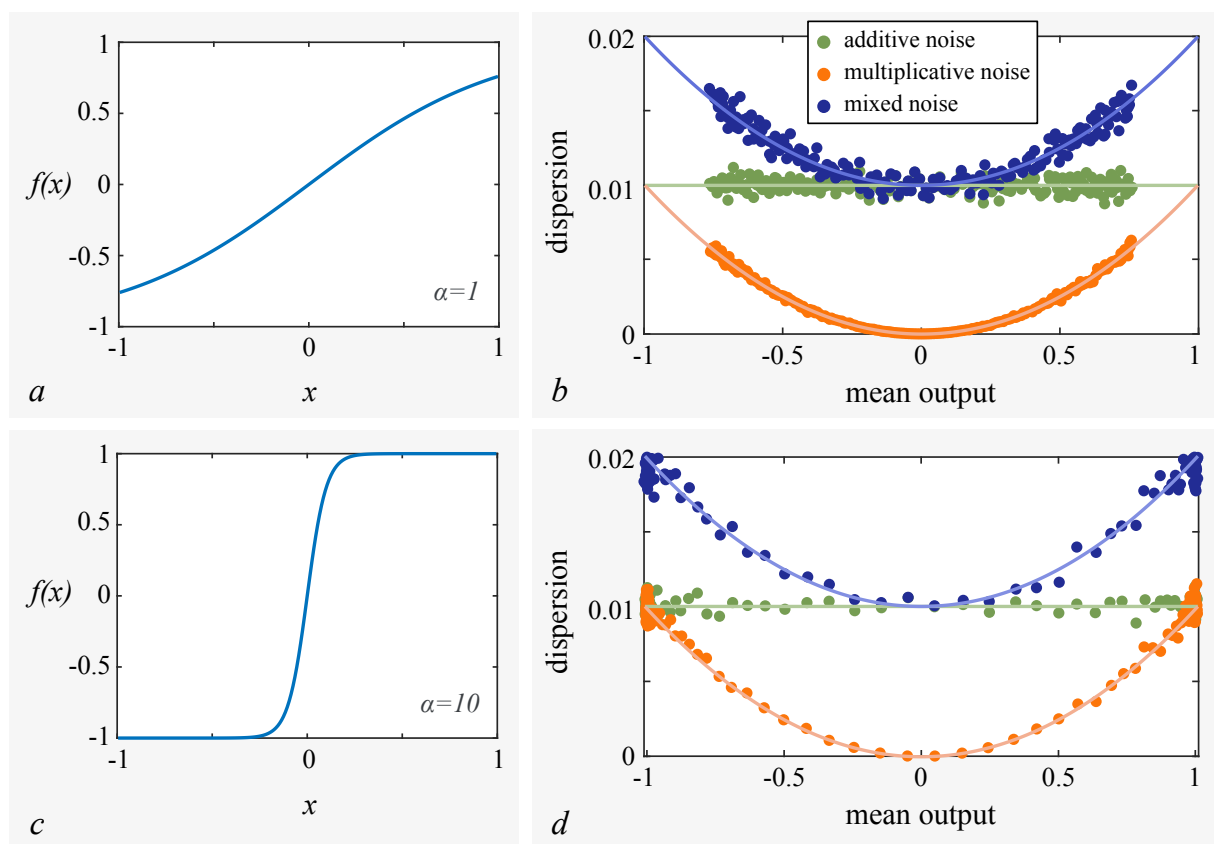 1
0.5
f(x)
0
-0.5
-1
α=1
-1
0
1
x
a
0.02
additive noise
multiplicative noise
mixed noise
dispersion
0.01
0
-1
-0.5
0
0.5
1
mean output
b
1
0.5
f(x)
0
-0.5
-1
α=10
-1
0
1
x
c
0.02
dispersion
0.01
0
-1
-0.5
0
0.5
1
mean output
d